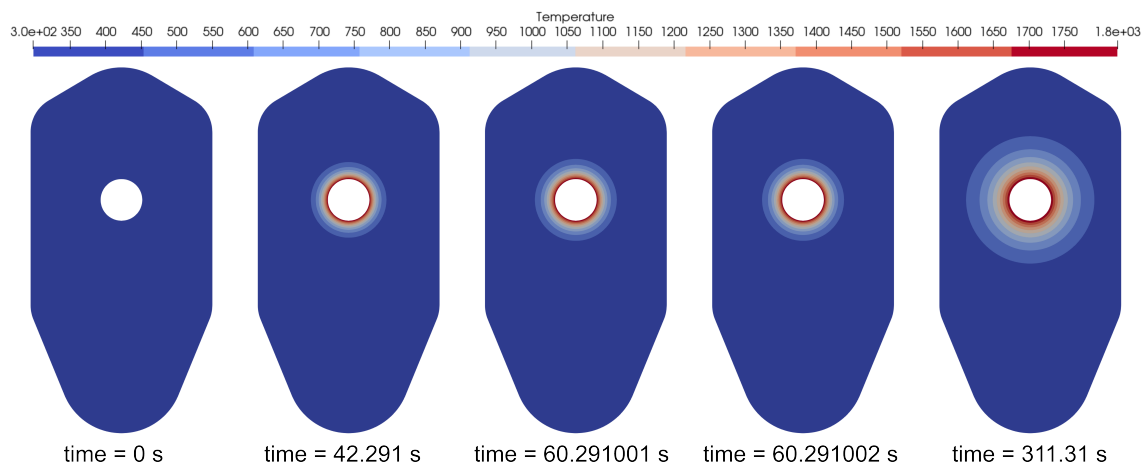 Temperature
3.0e+02 350 400 450 500 550 600 650 700 750 800 850 900 950 1000 1050 1100 1150 1200 1250 1300 1350 1400 1450 1500 1550 1600 1650 1700 1750 1.8e+03
time = 0 s time = 42.291 s time = 60.291001 s time = 60.291002 s time = 311.31 s